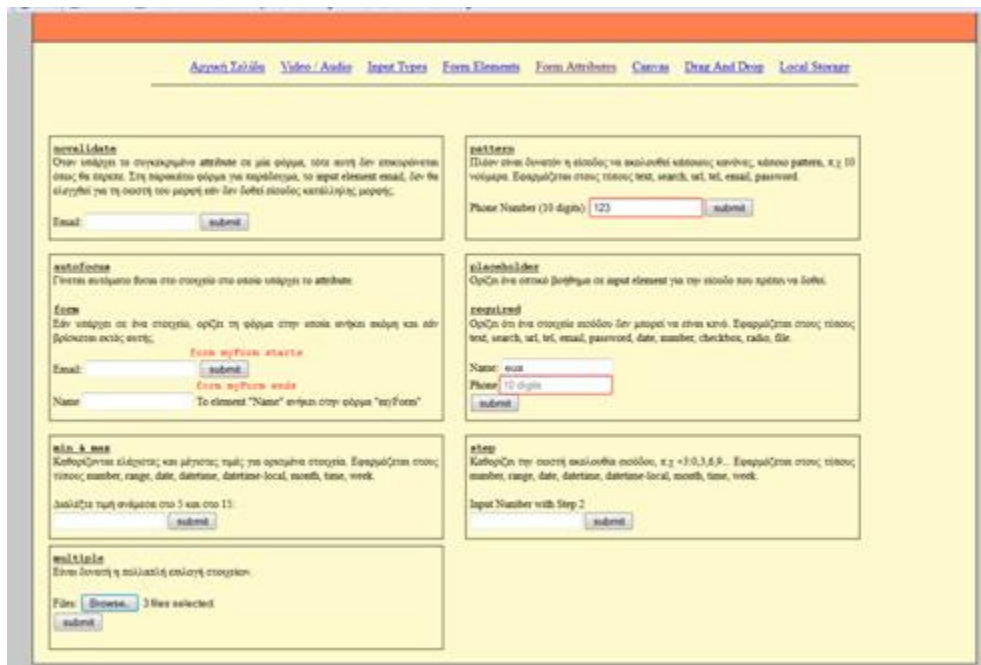 Αρχική Σελίδα Video / Audio Input Types Form Elements Form Attributes Canvas Drag And Drop Local Storage
novalidate
Όταν υπάρχει το συγκεκριμένο attribute σε μία φόρμα, τότε αυτή δεν επικυρώνεται
όπως θα έπρεπε. Στη παρακάτω φόρμα για παράδειγμα, το input element email, δεν θα
ελεγχθεί για τη σωστή του μορφή εάν δεν δοθεί είσοδος κατάλληλης μορφής.
Email: submit
pattern
Πλέον είναι δυνατόν η είσοδος να ακολουθεί κάποιους κανόνες, κάποιο pattern, π.χ 10
νούμερα. Εφαρμόζεται στους τύπους text, search, url, tel, email, password.
Phone Number (10 digits): 123 submit
autofocus
Γίνεται αυτόματο focus στο στοιχείο στο οποίο υπάρχει το attribute.
form
Εάν υπάρχει σε ένα στοιχείο, ορίζει τη φόρμα στην οποία ανήκει ακόμη και εάν
βρίσκεται εκτός αυτής.
form myForm starts
Email: submit
form myForm ends
Name Το element "Name" ανήκει στην φόρμα "myForm"
placeholder
Ορίζει ένα οπτικό βοήθημα σε input element για την είσοδο που πρέπει να δοθεί.
required
Ορίζει ότι ένα στοιχείο εισόδου δεν μπορεί να είναι κενό. Εφαρμόζεται στους τύπους
text, search, url, tel, email, password, date, number, checkbox, radio, file.
Name: ευα
Phone 10 digits
submit
min & max
Καθορίζονται ελάχιστες και μέγιστες τιμές για ορισμένα στοιχεία. Εφαρμόζεται στους
τύπους number, range, date, datetime, datetime-local, month, time, week.
Διαλέξτε τιμή ανάμεσα στο 5 και στο 15:
submit
step
Καθορίζει την σωστή ακολουθία εισόδου, π.χ =3:0,3,6,9... Εφαρμόζεται στους τύπους
number, range, date, datetime, datetime-local, month, time, week.
Input Number with Step 2
submit
multiple
Είναι δυνατή η πολλαπλή επιλογή στοιχείων.
Files: Browse... 3 files selected.
submit